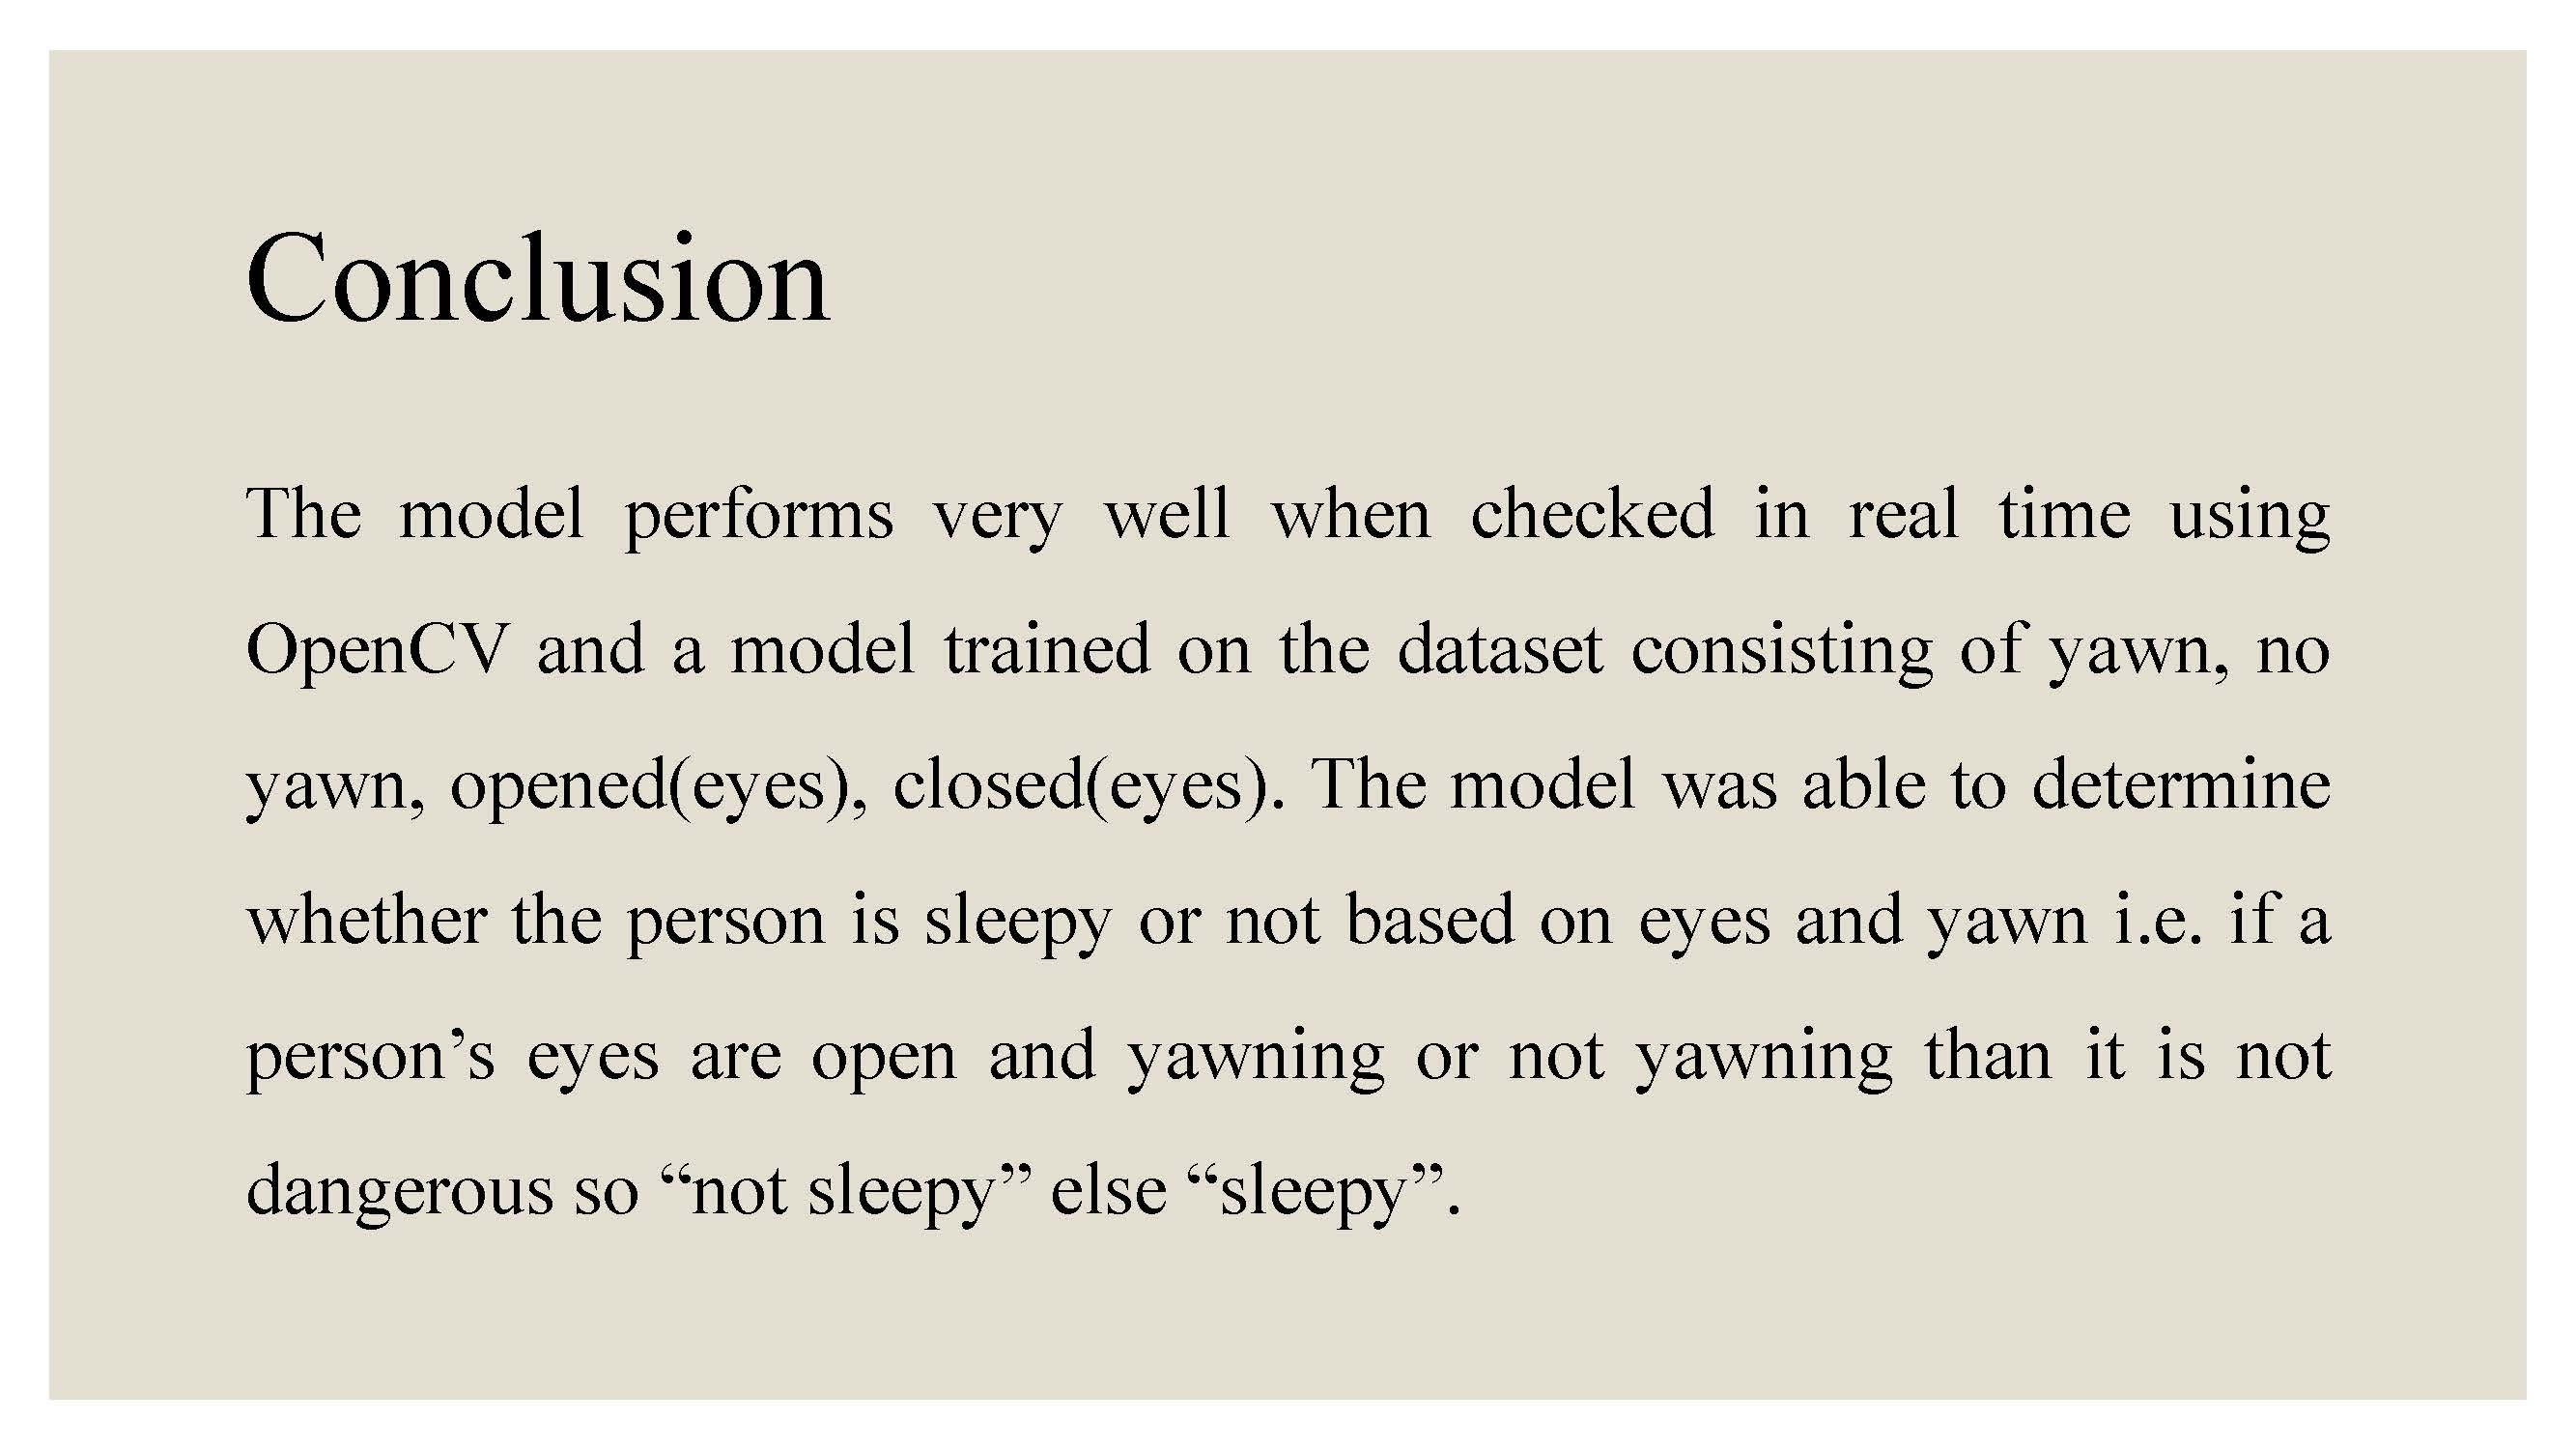 Conclusion
The model performs very well when checked in real time using
OpenCV and a model trained on the dataset consisting of yawn, no
yawn, opened(eyes), closed(eyes). The model was able to determine
whether the person is sleepy or not based on eyes and yawn i.e. if a
person’s eyes are open and yawning or not yawning than it is not
dangerous so “not sleepy” else “sleepy”.